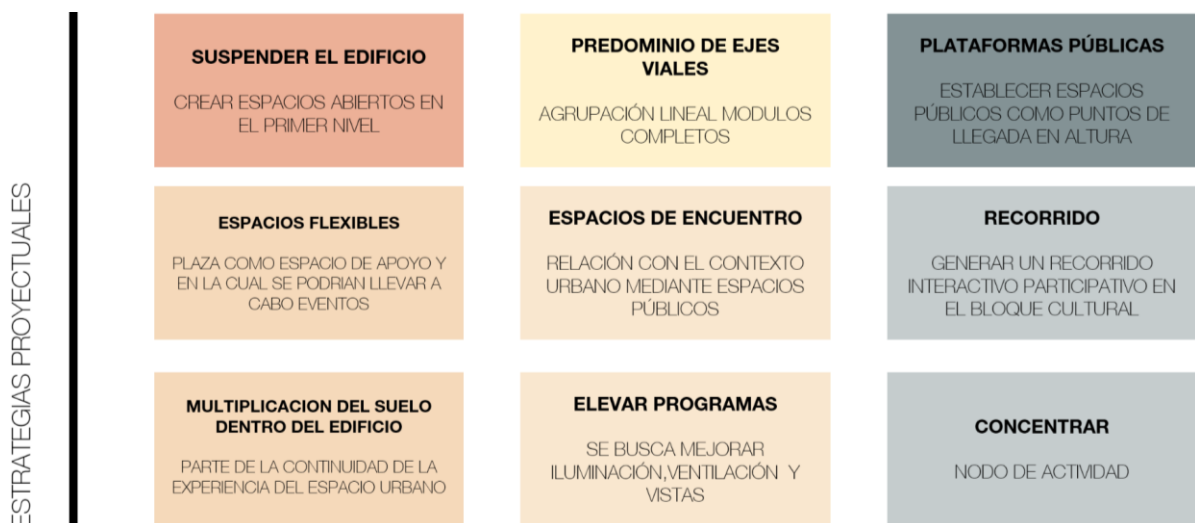 ESTRATEGIAS PROYECTUALES
SUSPENDER EL EDIFICIO
CREAR ESPACIOS ABIERTOS EN
EL PRIMER NIVEL
PREDOMINIO DE EJES
VIALES
AGRUPACIÓN LINEAL MODULOS
COMPLETOS
PLATAFORMAS PÚBLICAS
ESTABLECER ESPACIOS
PÚBLICOS COMO PUNTOS DE
LLEGADA EN ALTURA
ESPACIOS FLEXIBLES
PLAZA COMO ESPACIO DE APOYO Y
EN LA CUAL SE PODRIAN LLEVAR A
CABO EVENTOS
ESPACIOS DE ENCUENTRO
RELACIÓN CON EL CONTEXTO
URBANO MEDIANTE ESPACIOS
PÚBLICOS
RECORRIDO
GENERAR UN RECORRIDO
INTERACTIVO PARTICIPATIVO EN
EL BLOQUE CULTURAL
MULTIPLICACION DEL SUELO
DENTRO DEL EDIFICIO
PARTE DE LA CONTINUIDAD DE LA
EXPERIENCIA DEL ESPACIO URBANO
ELEVAR PROGRAMAS
SE BUSCA MEJORAR
ILUMINACIÓN,VENTILACIÓN Y
VISTAS
CONCENTRAR
NODO DE ACTIVIDAD